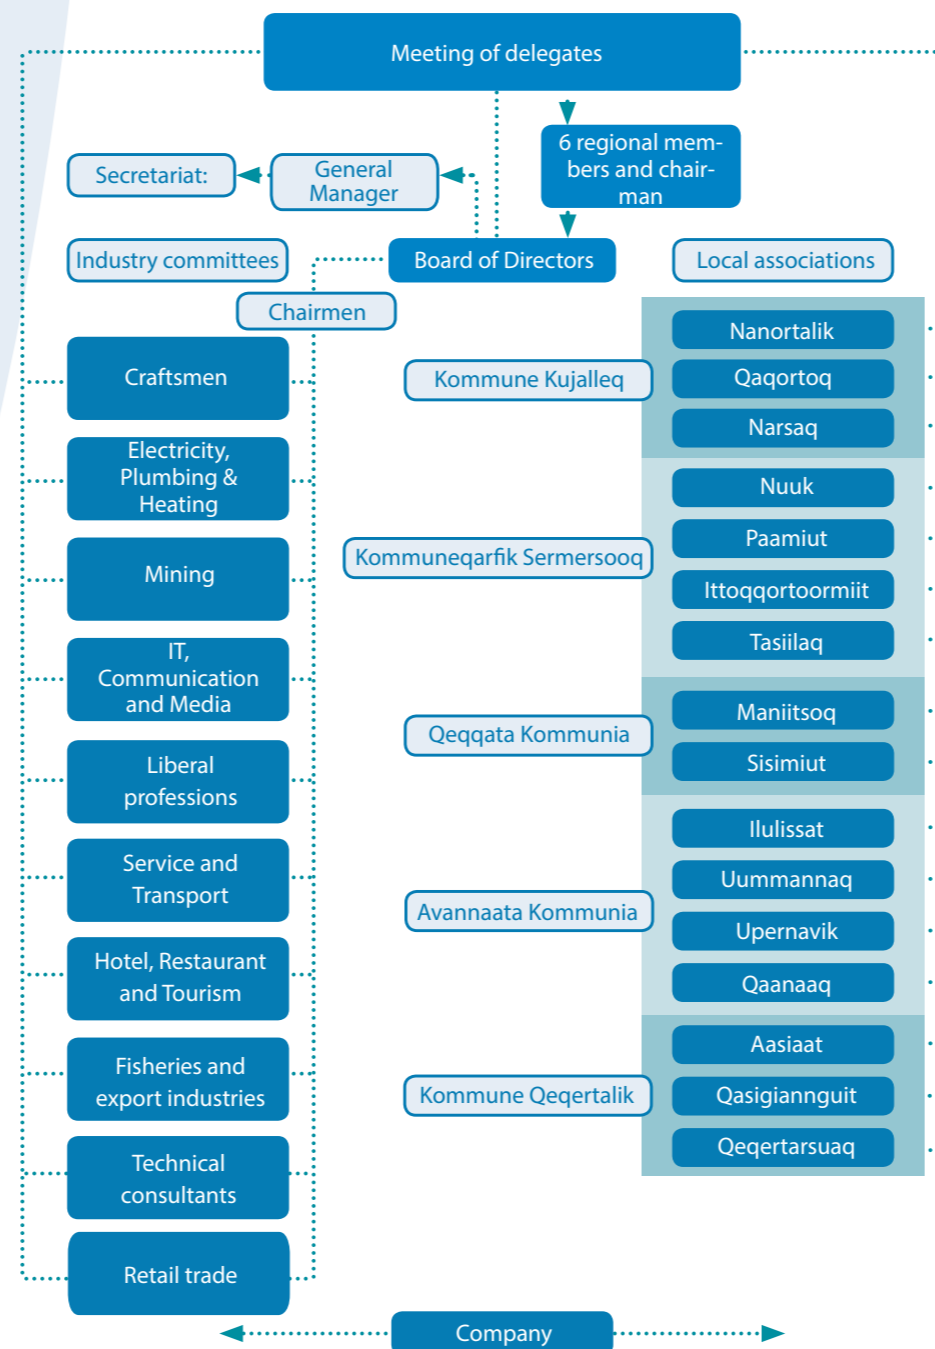 Meeting of delegates
6 regional mem-
bers and chair-
man
Secretariat:
General
Manager
Industry committees
Board of Directors
Local associations
Chairmen
Craftsmen
Electricity,
Plumbing &
Heating
Mining
IT,
Communication
and Media
Liberal
professions
Service and
Transport
Hotel, Restaurant
and Tourism
Fisheries and
export industries
Technical
consultants
Retail trade
Kommune Kujalleq
Nanortalik
Qaqortoq
Narsaq
Kommuneqarfik Sermersooq
Nuuk
Paamiut
Ittoqqortoormiit
Tasiilaq
Qeqqata Kommunia
Maniitsoq
Sisimiut
Avannaata Kommunia
Ilulissat
Uummannaq
Upernavik
Qaanaaq
Kommune Qeqertalik
Aasiaat
Qasigiannguit
Qeqertarsuaq
Company